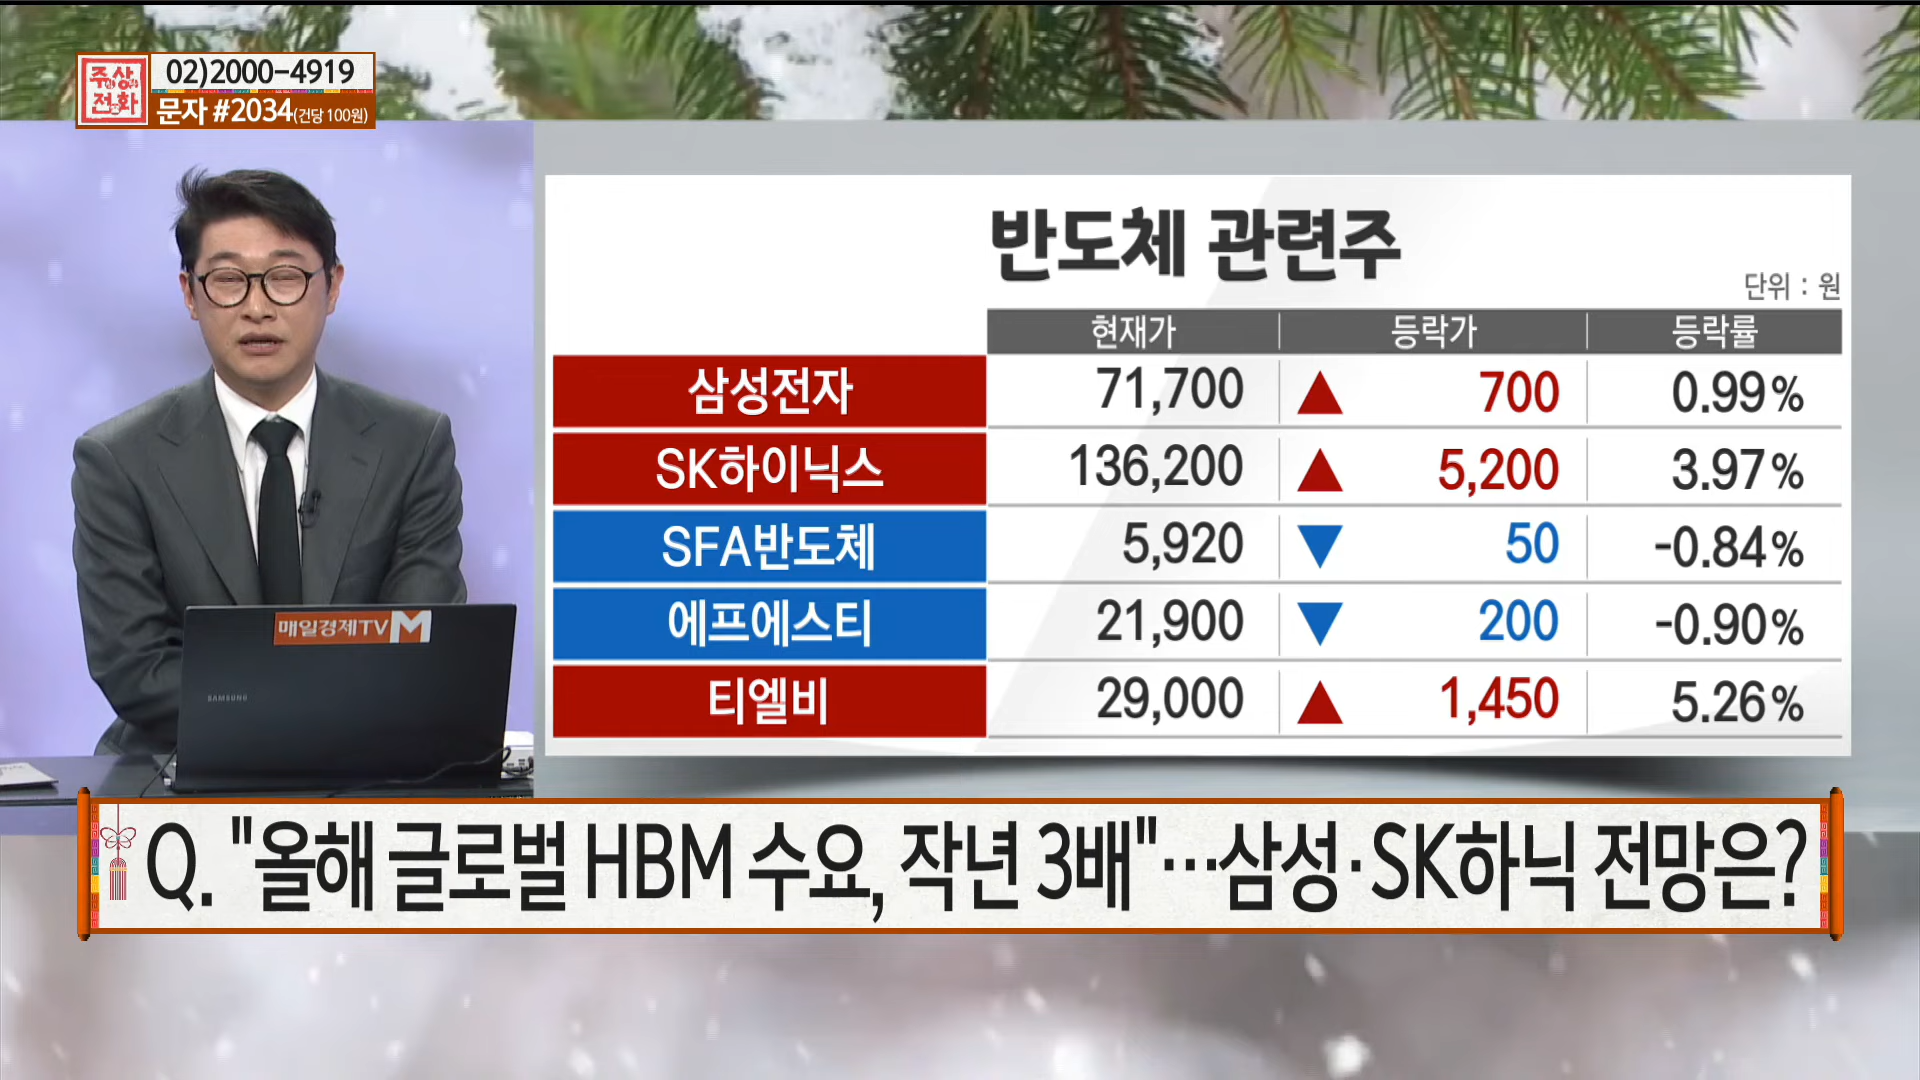 주상전화
02)2000-4919
문자 #2034(건당 100원)
반도체 관련주
단위 : 원
현재가 등락가 등락률
삼성전자 71,700 ▲ 700 0.99%
SK하이닉스 136,200 ▲ 5,200 3.97%
SFA반도체 5,920 ▼ 50 -0.84%
에프에스티 21,900 ▼ 200 -0.90%
티엘비 29,000 ▲ 1,450 5.26%
매일경제TV M
SAMSUNG
Q. "올해 글로벌 HBM 수요, 작년 3배"…삼성·SK하닉 전망은?